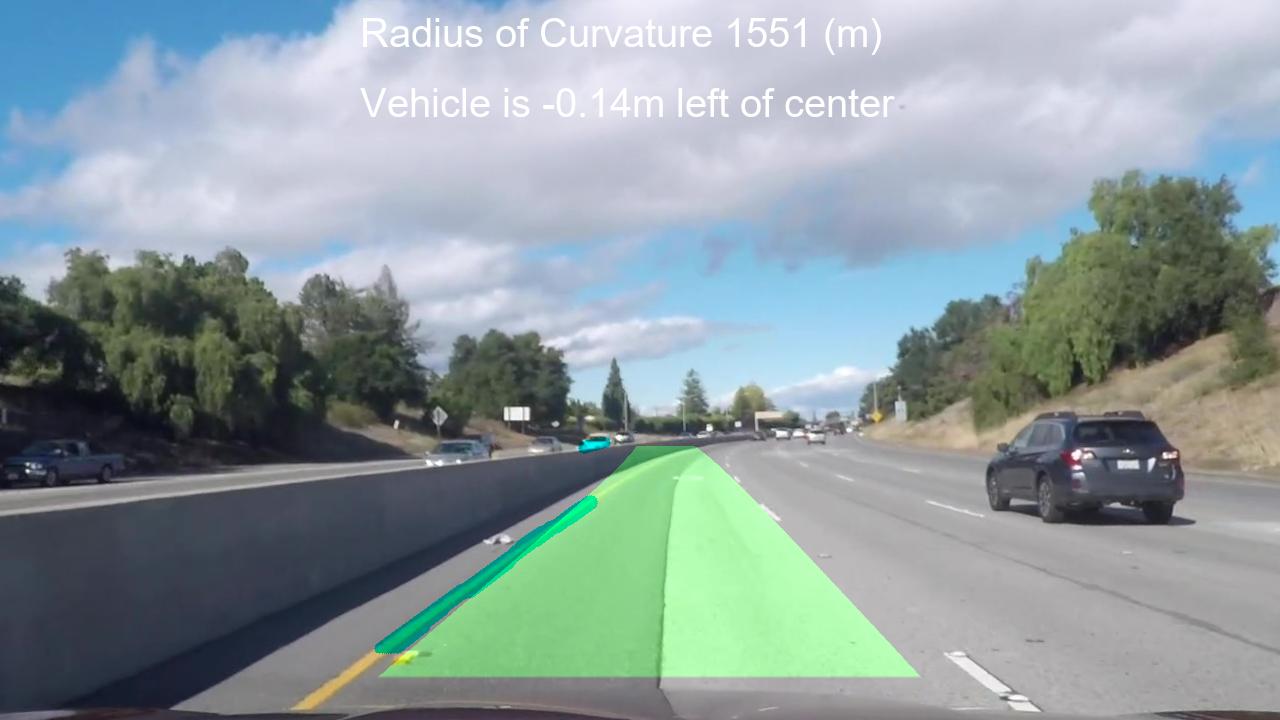 Radius of Curvature 1551 (m)
Vehicle is -0.14m left of center